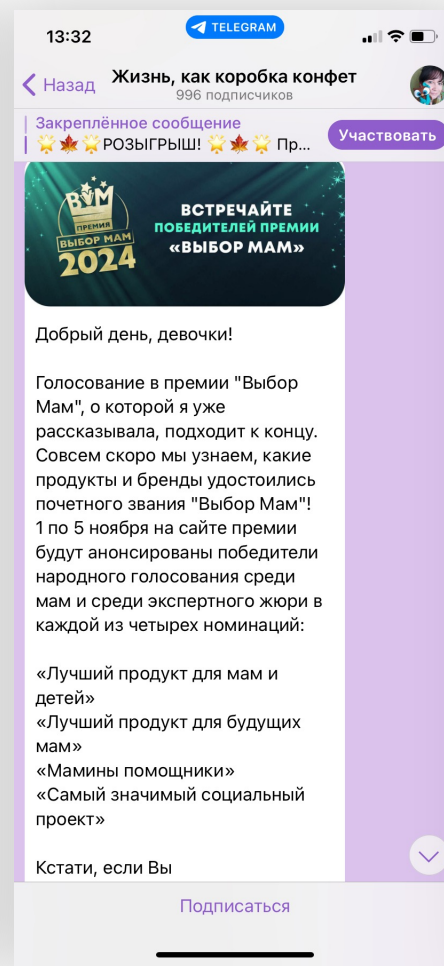 13:32
TELEGRAM
Назад
Жизнь, как коробка конфет
996 подписчиков
Закреплённое сообщение
РОЗЫГРЫШ! Пр...
Участвовать
ВМ
ПРЕМИЯ
ВЫБОР МАМ
2024
ВСТРЕЧАЙТЕ
ПОБЕДИТЕЛЕЙ ПРЕМИИ
«ВЫБОР МАМ»
Добрый день, девочки!
Голосование в премии "Выбор
Мам", о которой я уже
рассказывала, подходит к концу.
Совсем скоро мы узнаем, какие
продукты и бренды удостоились
почетного звания "Выбор Мам"!
1 по 5 ноября на сайте премии
будут анонсированы победители
народного голосования среди
мам и среди экспертного жюри в
каждой из четырех номинаций:
«Лучший продукт для мам и
детей»
«Лучший продукт для будущих
мам»
«Мамины помощники»
«Самый значимый социальный
проект»
Кстати, если Вы
Подписаться